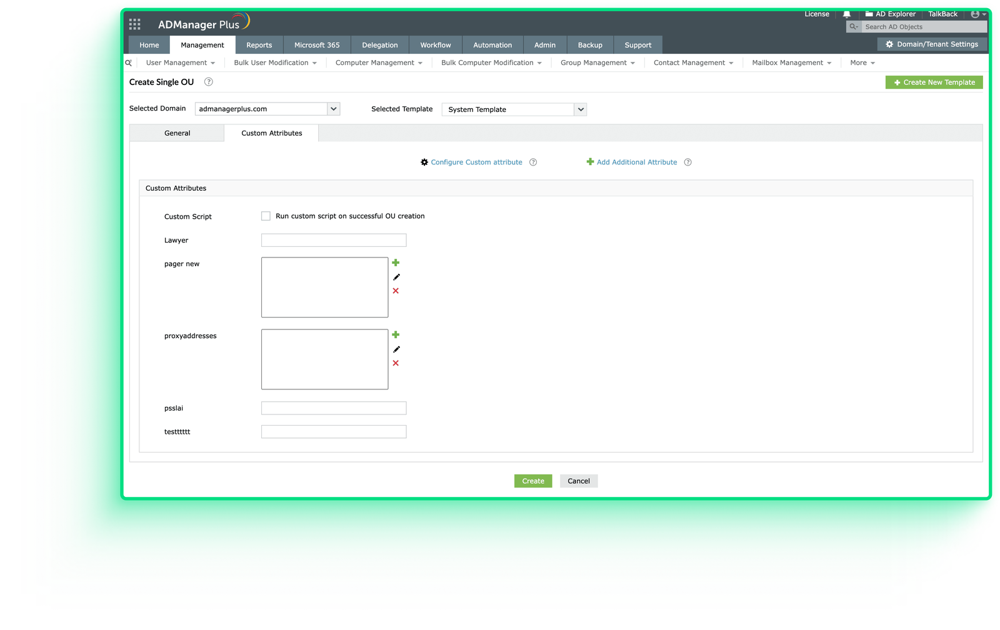 License
AD Explorer
TalkBack
ADManager Plus
Search AD Objects
Home
Management
Reports
Microsoft 365
Delegation
Workflow
Automation
Admin
Backup
Support
Domain/Tenant Settings
User Management
Bulk User Modification
Computer Management
Bulk Computer Modification
Group Management
Contact Management
Mailbox Management
More
Create Single OU
?
Create New Template
Selected Domain
admanagerplus.com
Selected Template
System Template
General
Custom Attributes
Configure Custom attribute
?
Add Additional Attribute
?
Custom Attributes
Custom Script
Run custom script on successful OU creation
Lawyer
pager new
proxyaddresses
psslai
testttttt
Create
Cancel